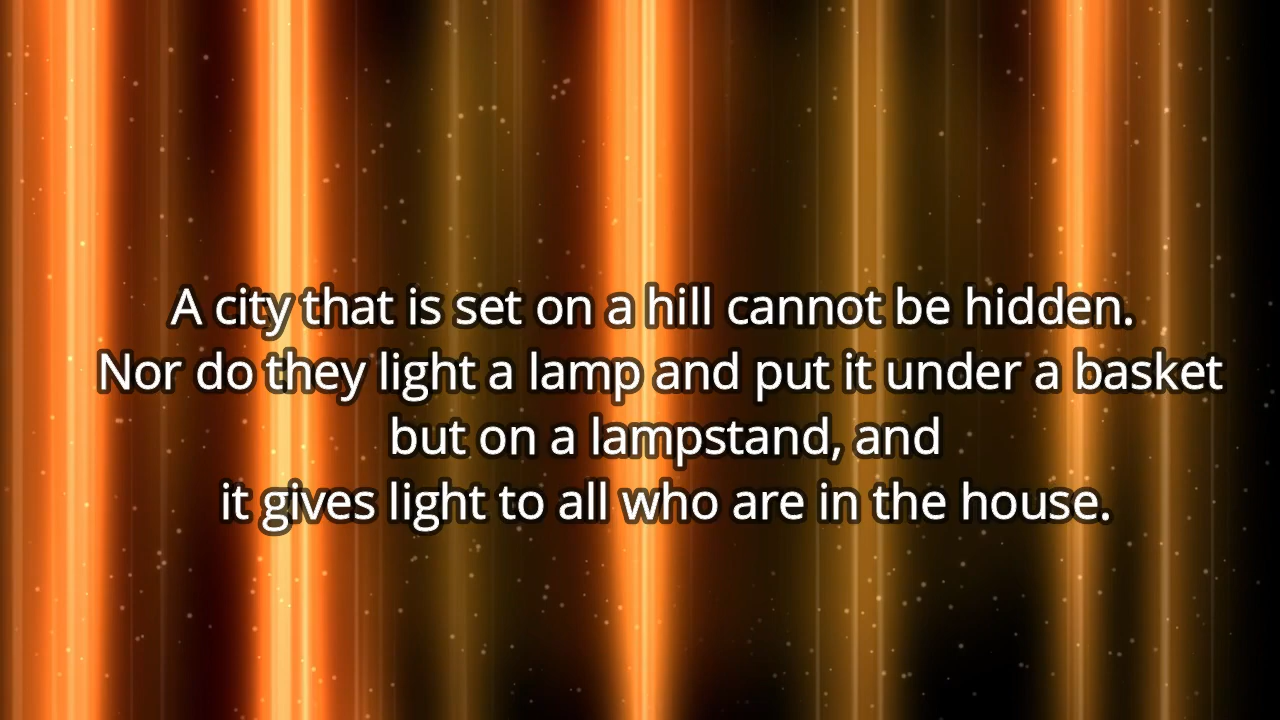 A city that is set on a hill cannot be hidden.
Nor do they light a lamp and put it under a basket
but on a lampstand, and
it gives light to all who are in the house.